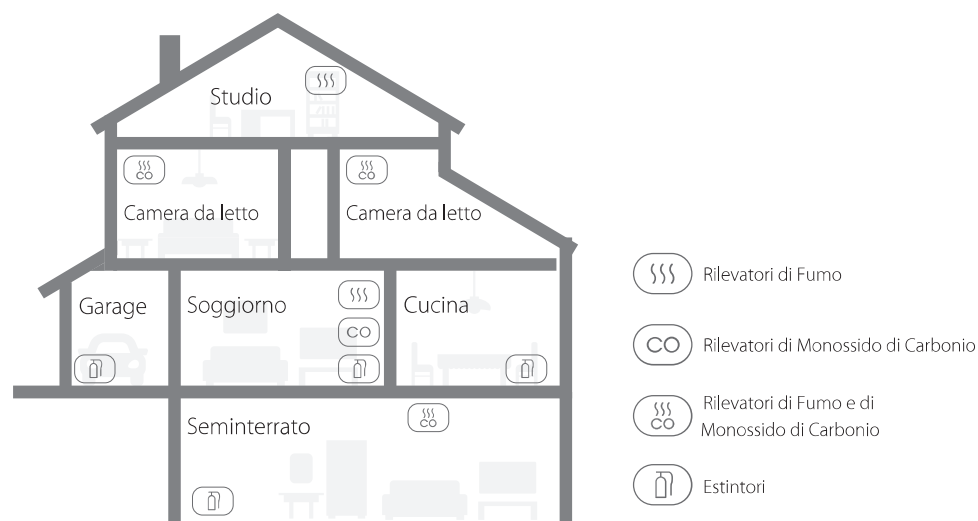 Studio
CO
CO
Camera da letto
Camera da letto
Garage
Soggiorno
CO
Cucina
Seminterrato
CO
Rilevatori di Fumo
CO
Rilevatori di Monossido di Carbonio
CO
Rilevatori di Fumo e di
Monossido di Carbonio
Estintori